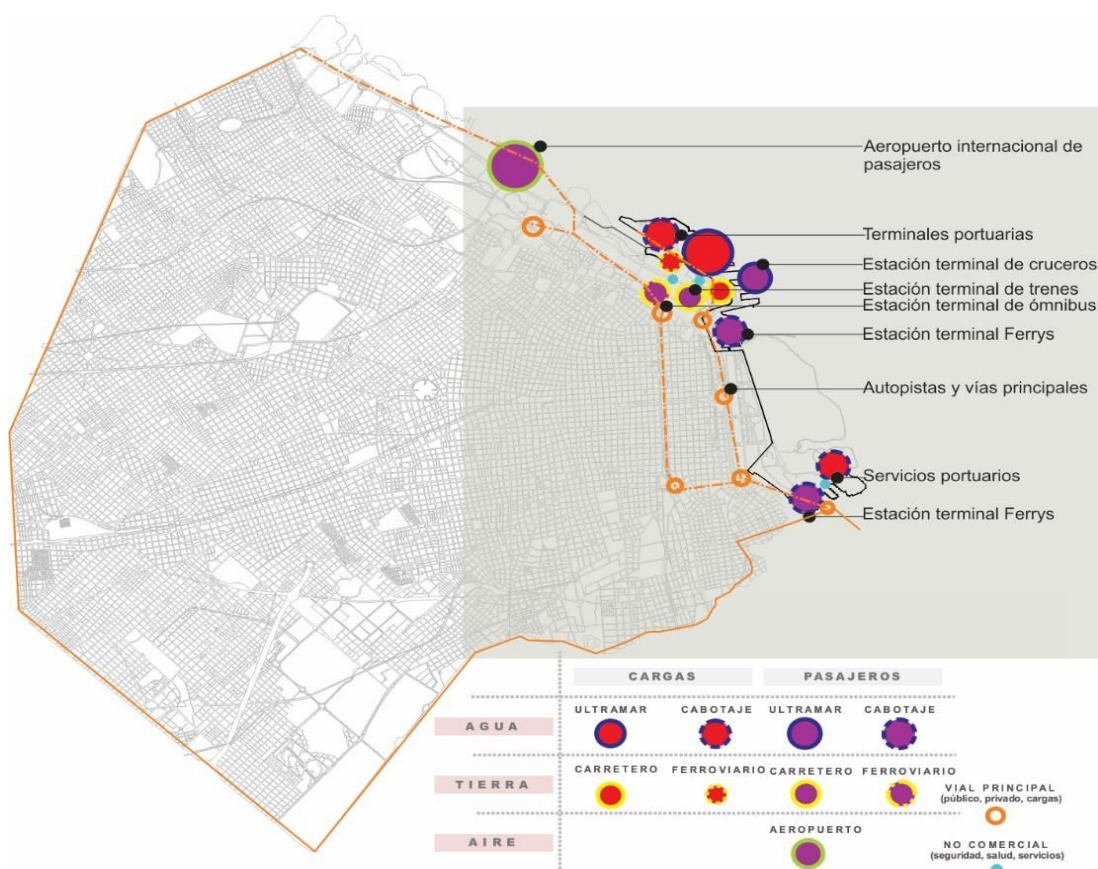 Aeropuerto internacional de
pasajeros
Terminales portuarias
Estación terminal de cruceros
Estación terminal de trenes
Estación terminal de ómnibus
Estación terminal Ferrys
Autopistas y vías principales
Servicios portuarios
Estación terminal Ferrys
CARGAS PASAJEROS
ULTRAMAR CABOTAJE ULTRAMAR CABOTAJE
AGUA
CARRETERO FERROVIARIO CARRETERO FERROVIARIO
TIERRA
VIAL PRINCIPAL
(público, privado, cargas)
AEROPUERTO
AIRE
NO COMERCIAL
(seguridad, salud, servicios)